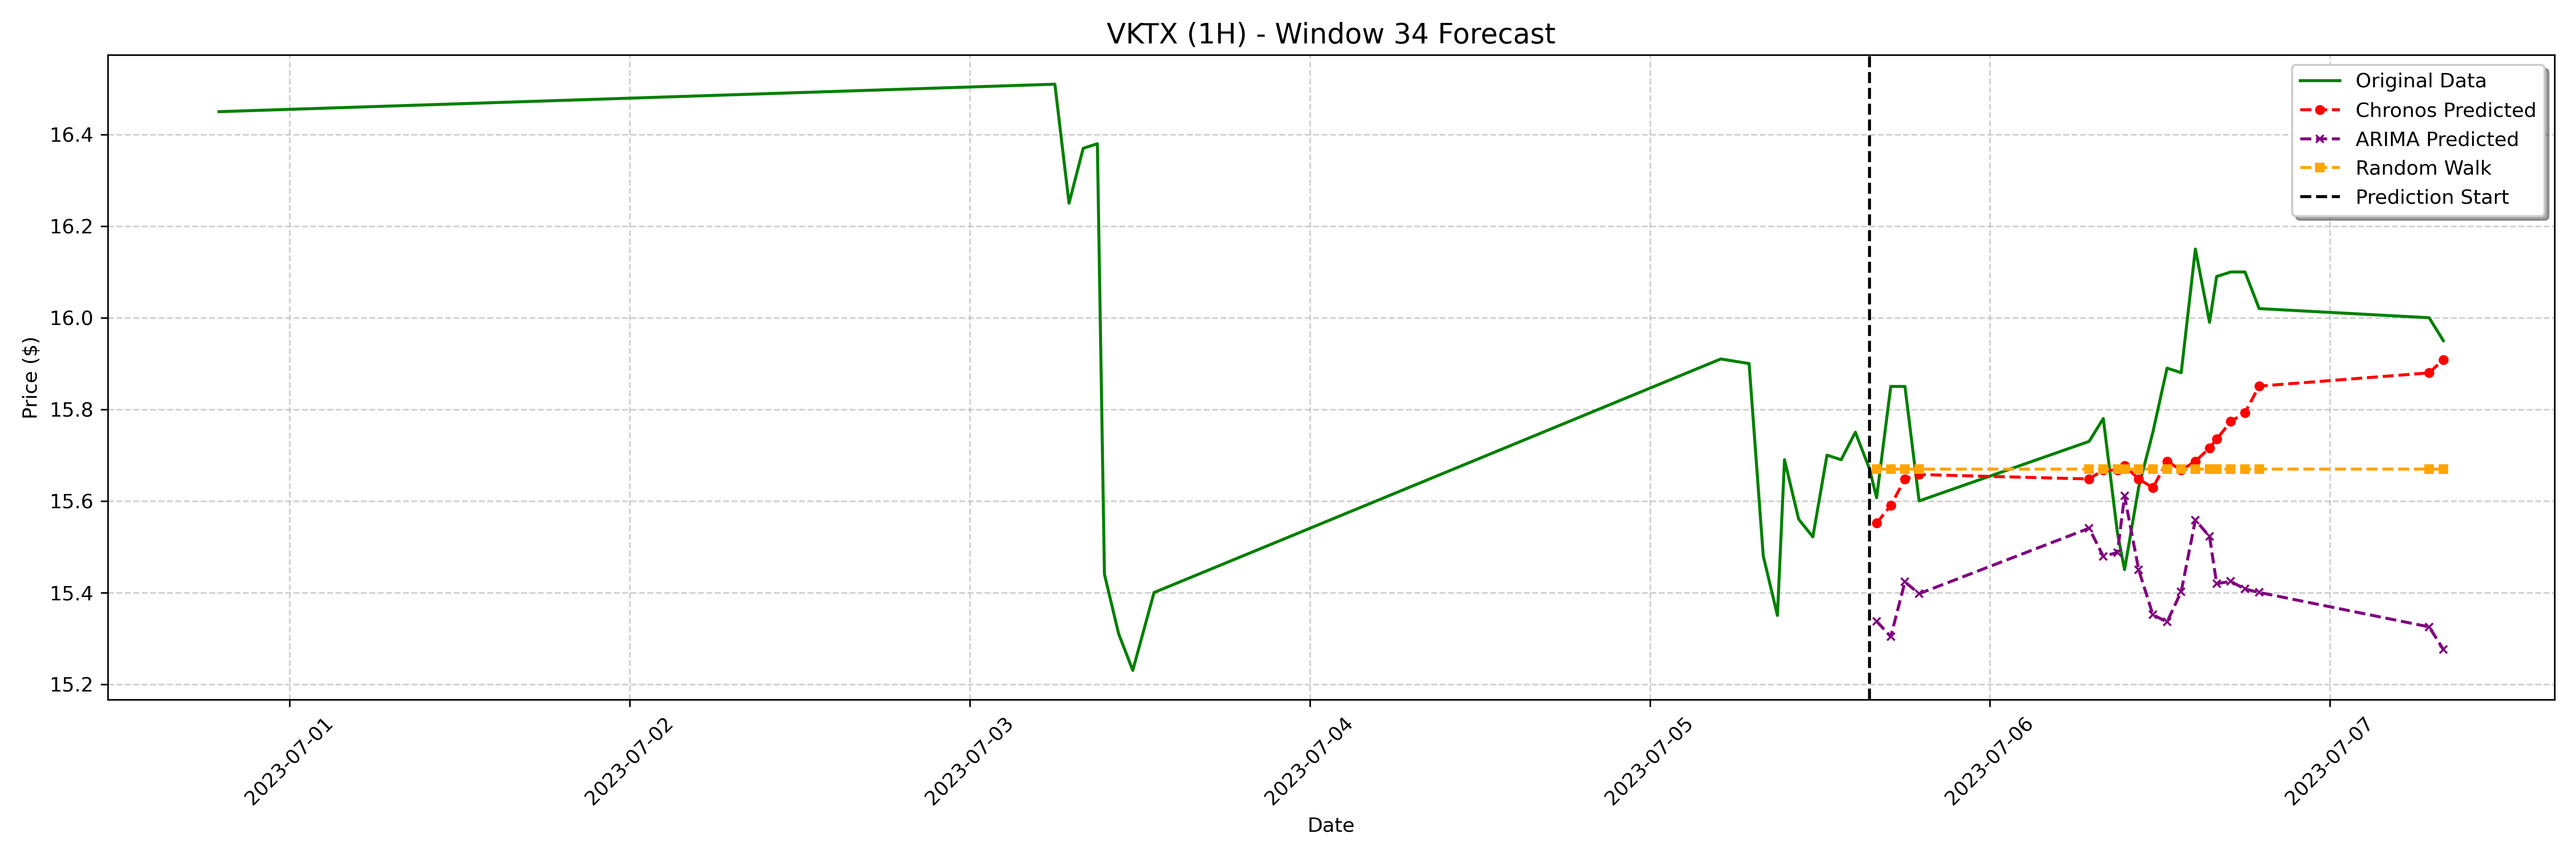 VKTX (1H) - Window 34 Forecast
Original Data
Chronos Predicted
ARIMA Predicted
Random Walk
Prediction Start
Price ($)
16.4
16.2
16.0
15.8
15.6
15.4
15.2
2023-07-01
2023-07-02
2023-07-03
2023-07-04
2023-07-05
2023-07-06
2023-07-07
Date